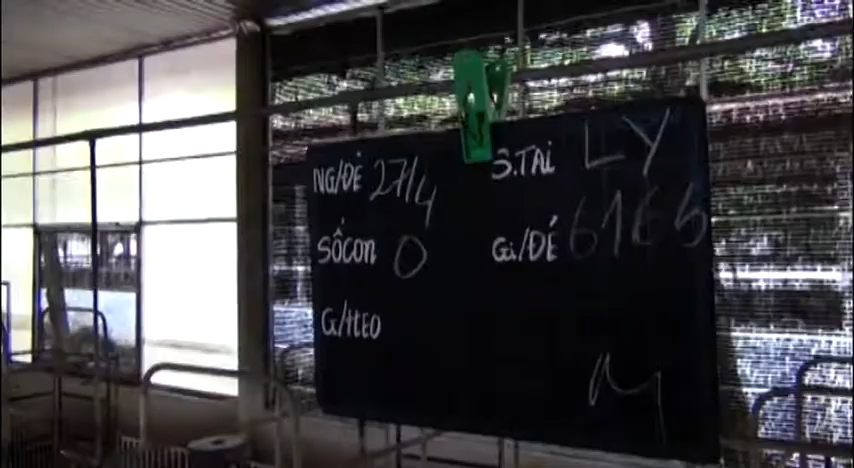 NG/ĐẺ 27/4 S.TAI LY
SỐCON 0 Gi/ĐẺ 6165
G/HEO